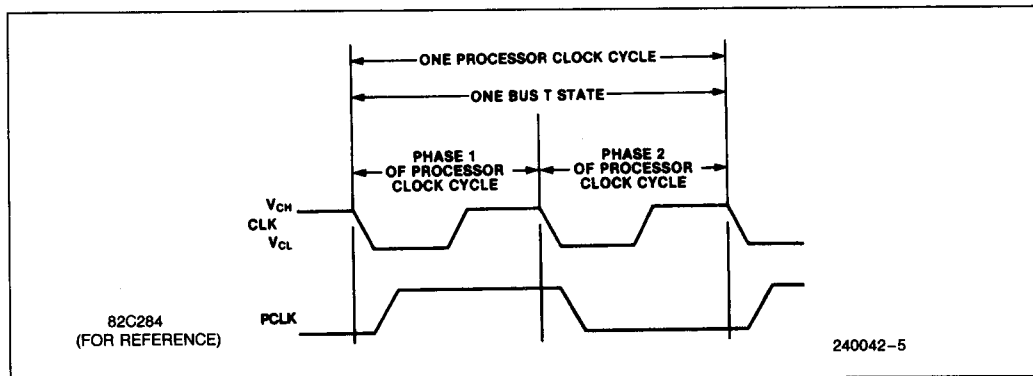 ONE PROCESSOR CLOCK CYCLE
ONE BUS T STATE
PHASE 1
OF PROCESSOR
CLOCK CYCLE
PHASE 2
OF PROCESSOR
CLOCK CYCLE
VCH
CLK
VCL
PCLK
82C284
(FOR REFERENCE)
240042-5